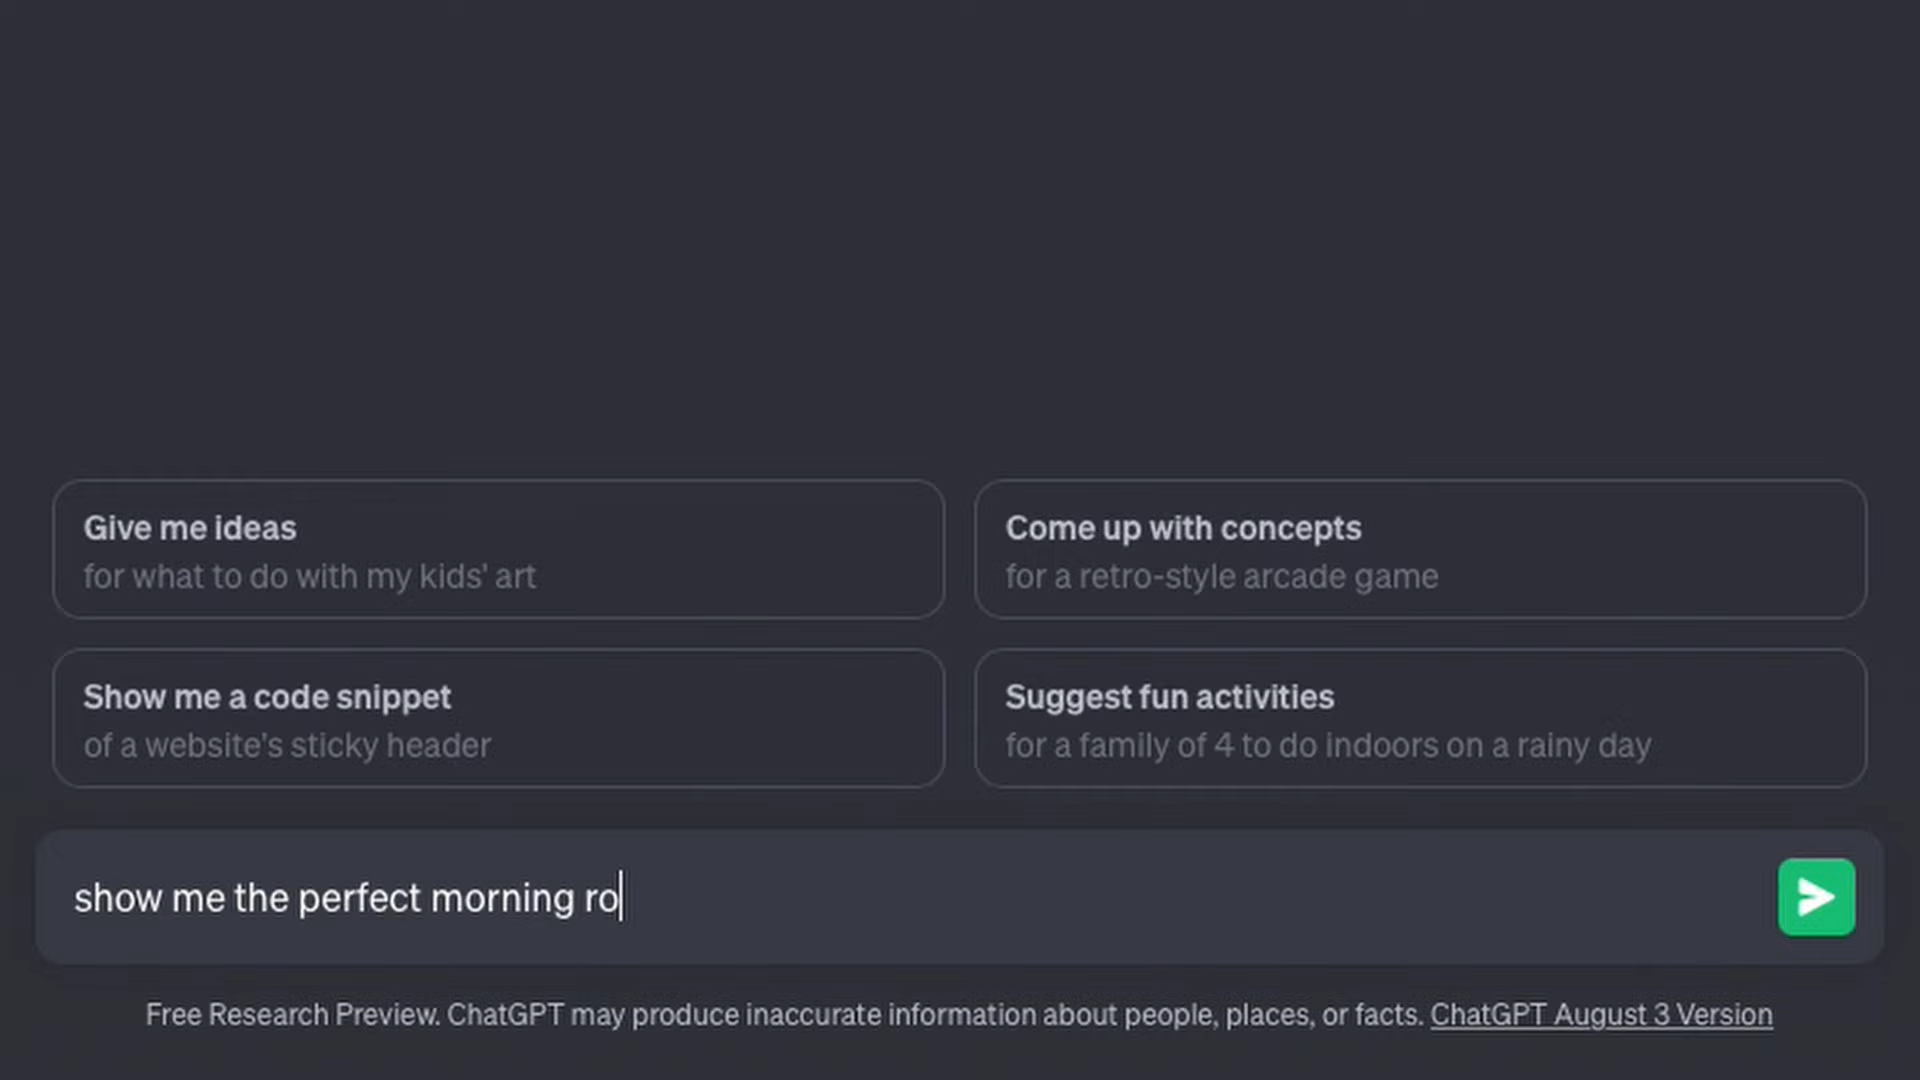 Give me ideas
for what to do with my kids' art
Come up with concepts
for a retro-style arcade game
Show me a code snippet
of a website's sticky header
Suggest fun activities
for a family of 4 to do indoors on a rainy day
show me the perfect morning ro
Free Research Preview. ChatGPT may produce inaccurate information about people, places, or facts. ChatGPT August 3 Version